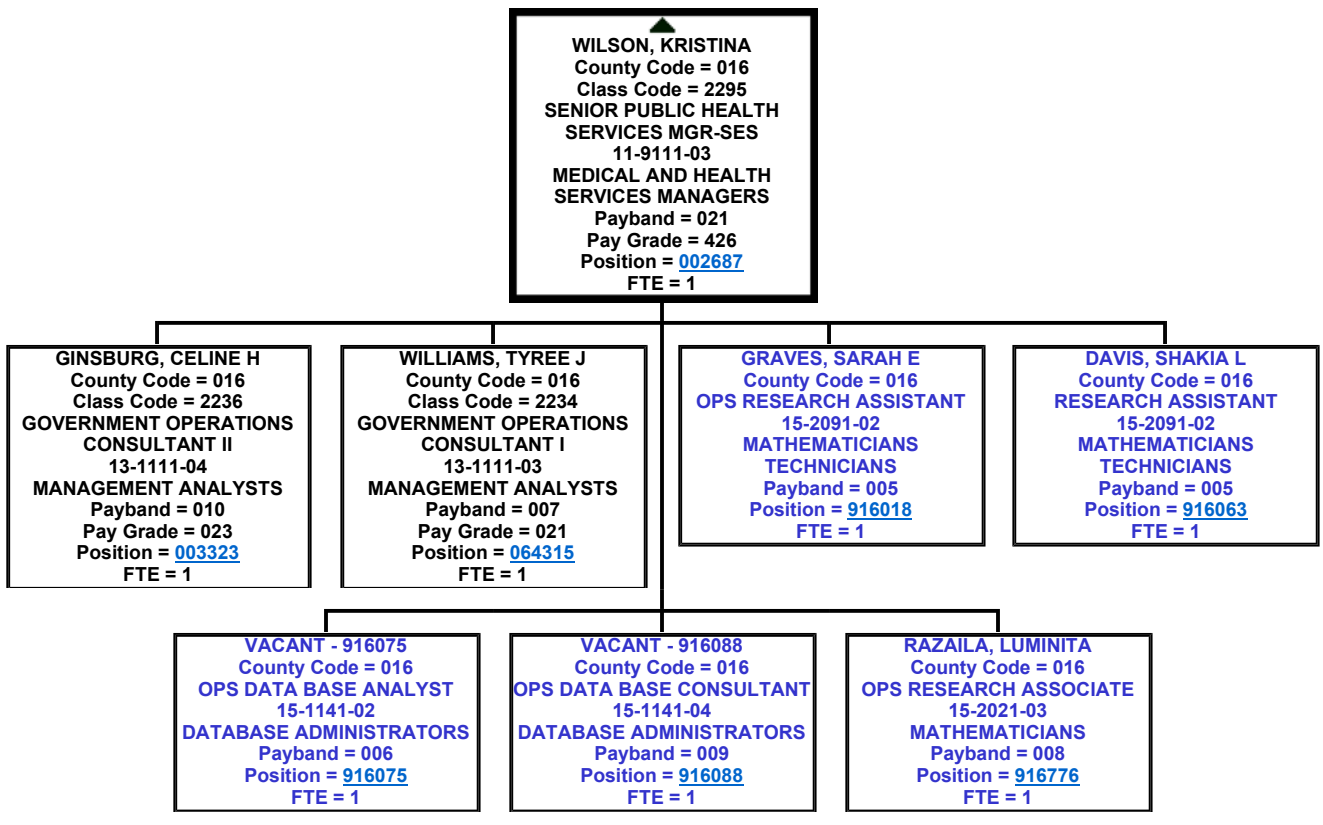 WILSON, KRISTINA
County Code = 016
Class Code = 2295
SENIOR PUBLIC HEALTH
SERVICES MGR-SES
11-9111-03
MEDICAL AND HEALTH
SERVICES MANAGERS
Payband = 021
Pay Grade = 426
Position = 002687
FTE = 1
GINSBURG, CELINE H
County Code = 016
Class Code = 2236
GOVERNMENT OPERATIONS
CONSULTANT II
13-1111-04
MANAGEMENT ANALYSTS
Payband = 010
Pay Grade = 023
Position = 003323
FTE = 1
WILLIAMS, TYREE J
County Code = 016
Class Code = 2234
GOVERNMENT OPERATIONS
CONSULTANT I
13-1111-03
MANAGEMENT ANALYSTS
Payband = 007
Pay Grade = 021
Position = 064315
FTE = 1
GRAVES, SARAH E
County Code = 016
OPS RESEARCH ASSISTANT
15-2091-02
MATHEMATICIANS
TECHNICIANS
Payband = 005
Position = 916018
FTE = 1
DAVIS, SHAKIA L
County Code = 016
RESEARCH ASSISTANT
15-2091-02
MATHEMATICIANS
TECHNICIANS
Payband = 005
Position = 916063
FTE = 1
VACANT - 916075
County Code = 016
OPS DATA BASE ANALYST
15-1141-02
DATABASE ADMINISTRATORS
Payband = 006
Position = 916075
FTE = 1
VACANT - 916088
County Code = 016
OPS DATA BASE CONSULTANT
15-1141-04
DATABASE ADMINISTRATORS
Payband = 009
Position = 916088
FTE = 1
RAZAILA, LUMINITA
County Code = 016
OPS RESEARCH ASSOCIATE
15-2021-03
MATHEMATICIANS
Payband = 008
Position = 916776
FTE = 1